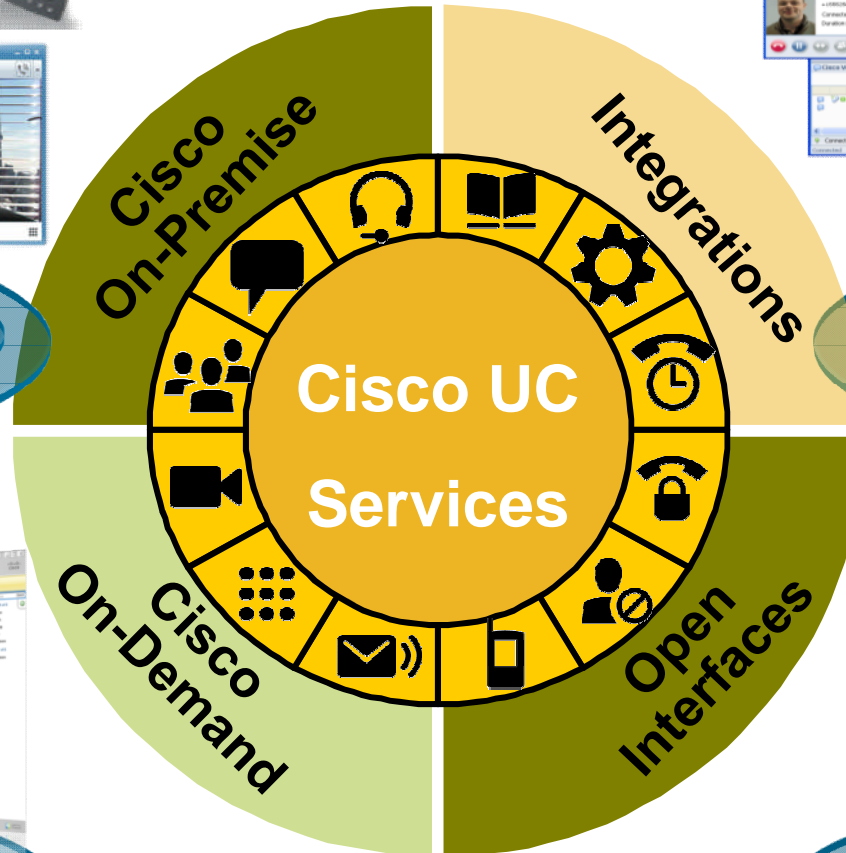 Cisco
On-Premise
Integrations
Cisco UC
Services
Cisco
On-Demand
Open
Interfaces